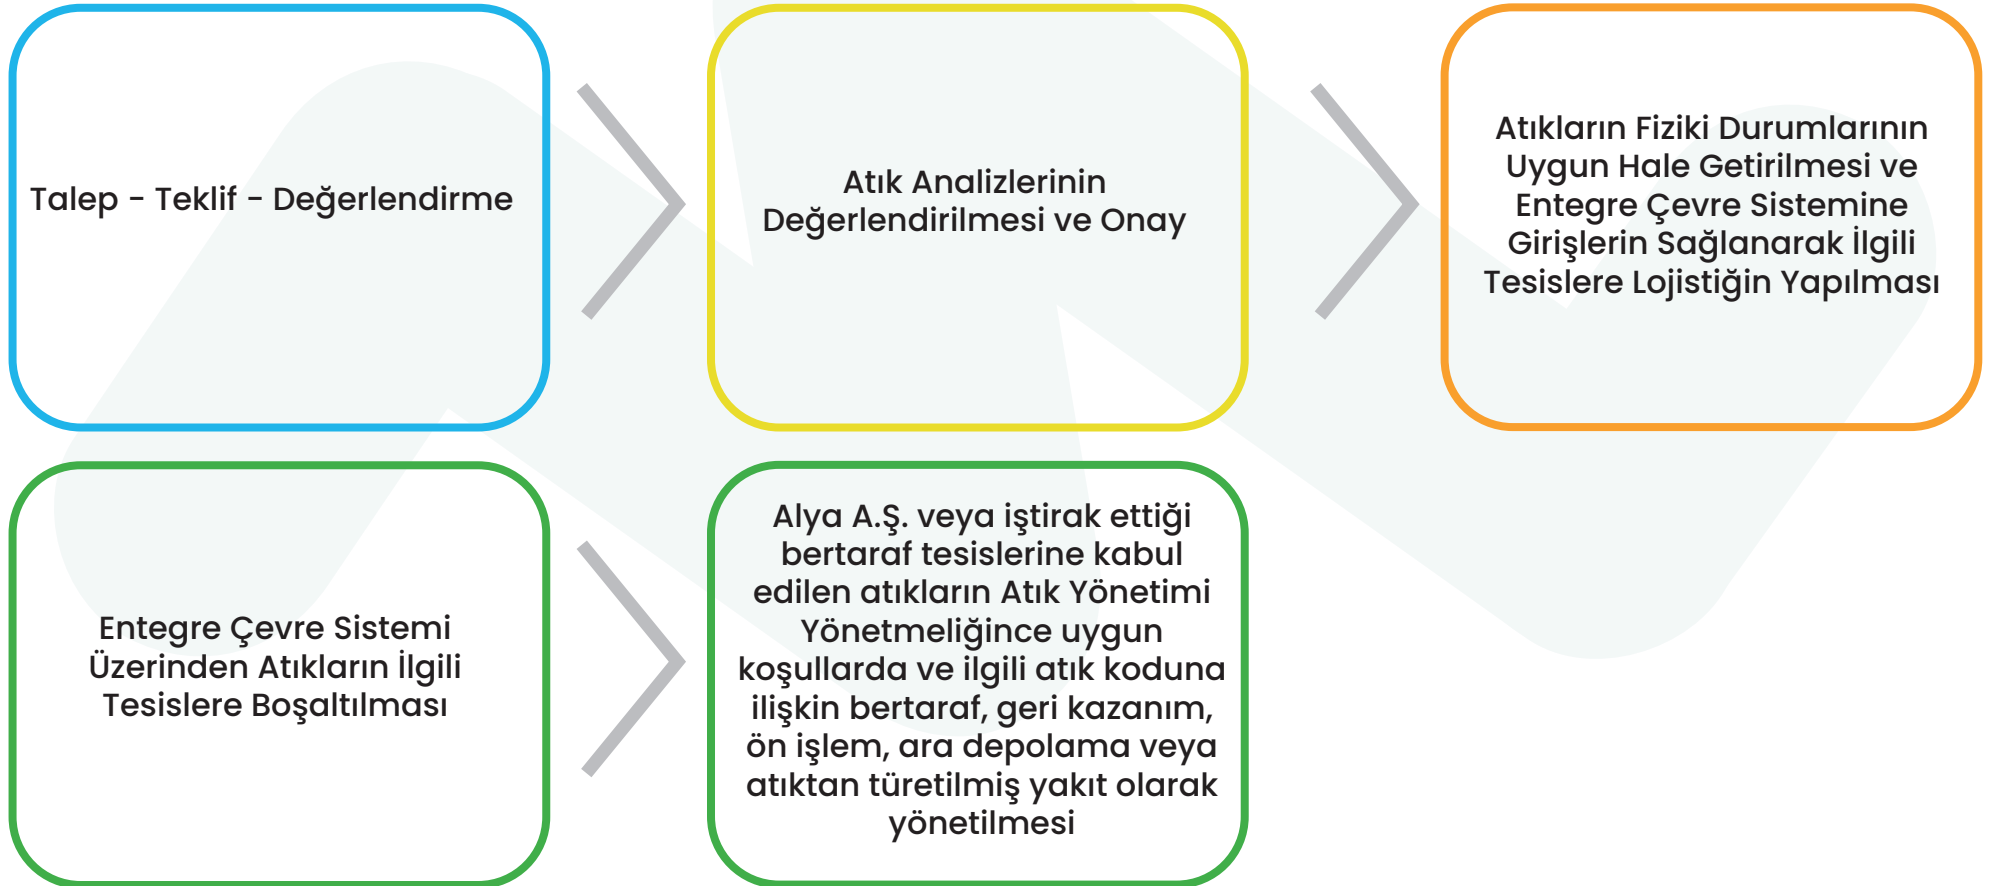 Talep - Teklif - Değerlendirme
Atık Analizlerinin
Değerlendirilmesi ve Onay
Atıkların Fiziki Durumlarının
Uygun Hale Getirilmesi ve
Entegre Çevre Sistemine
Girişlerin Sağlanarak İlgili
Tesislere Lojistiğin Yapılması
Entegre Çevre Sistemi
Üzerinden Atıkların İlgili
Tesislere Boşaltılması
Alya A.Ş. veya iştirak ettiği
bertaraf tesislerine kabul
edilen atıkların Atık Yönetimi
Yönetmeliğince uygun
koşullarda ve ilgili atık koduna
ilişkin bertaraf, geri kazanım,
ön işlem, ara depolama veya
atıktan türetilmiş yakıt olarak
yönetilmesi